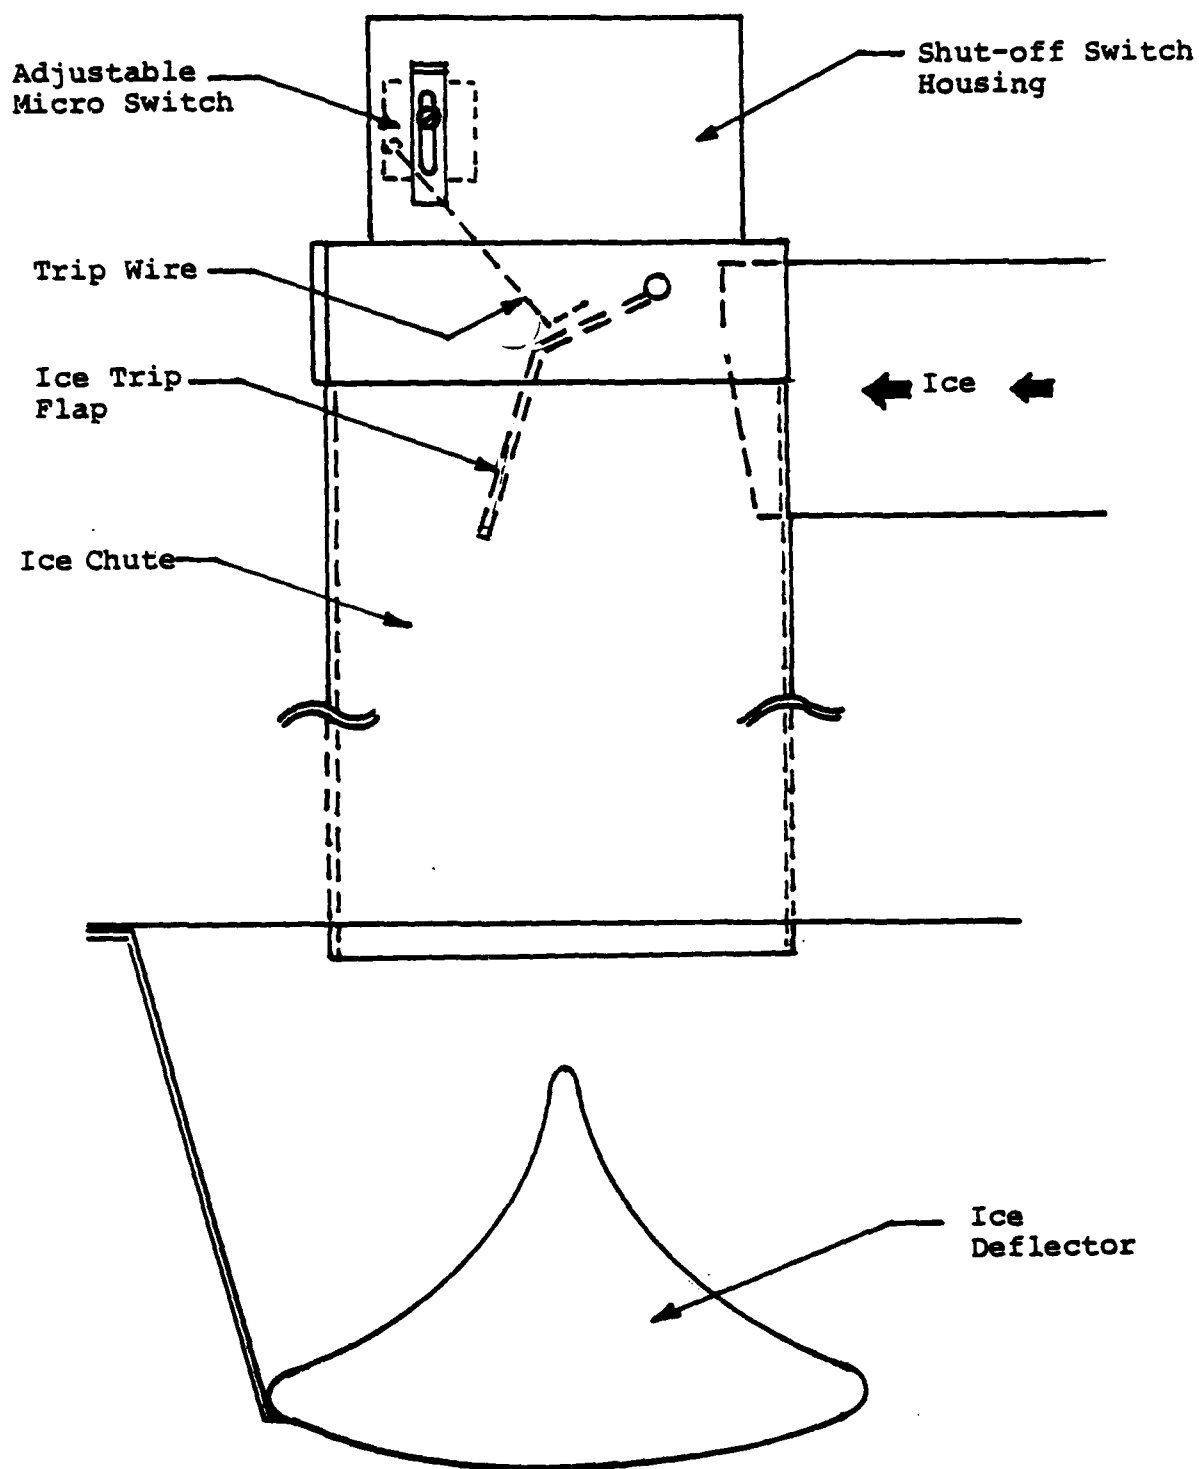 Adjustable
Micro Switch
Shut-off Switch
Housing
Trip Wire
Ice Trip
Flap
Ice
Ice Chute
Ice
Deflector